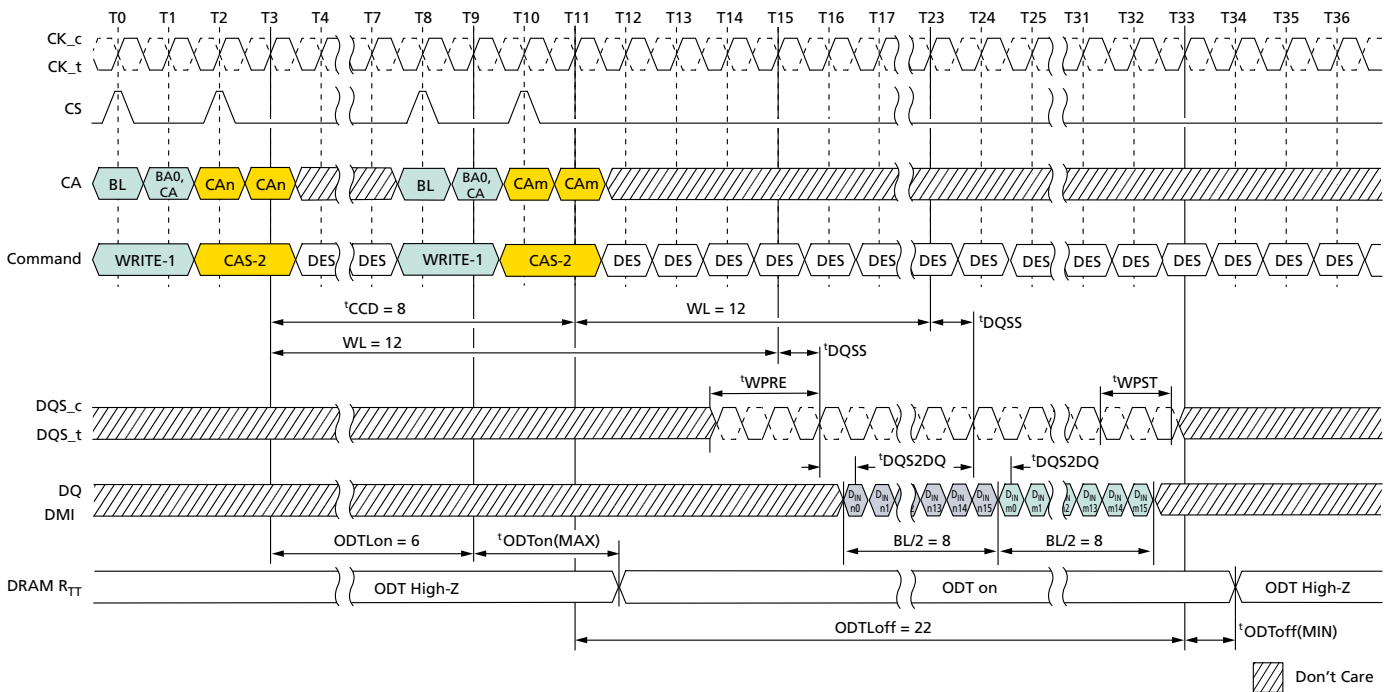 T0 T1 T2 T3 T4 T7 T8 T9 T10 T11 T12 T13 T14 T15 T16 T17 T23 T24 T25 T31 T32 T33 T34 T35 T36
CK_c
CK_t
CS
CA BL BA0, CA CAn CAn BL BA0, CA CAm CAm
Command WRITE-1 CAS-2 DES DES WRITE-1 CAS-2 DES DES DES DES DES DES DES DES DES DES DES DES DES DES DES
tCCD = 8 WL = 12 tDQSS
WL = 12 tDQSS
tWPRE tWPST
DQS_c
DQS_t
tDQS2DQ tDQS2DQ
DQ
DMI
DIN n0 DIN n1 DIN n13 DIN n14 DIN n15 DIN m0 DIN m1 DIN m13 DIN m14 DIN m15
ODTLon = 6 tODTon(MAX) BL/2 = 8 BL/2 = 8
DRAM RTT ODT High-Z ODT on ODT High-Z
ODTLoff = 22 tODToff(MIN)
Don't Care